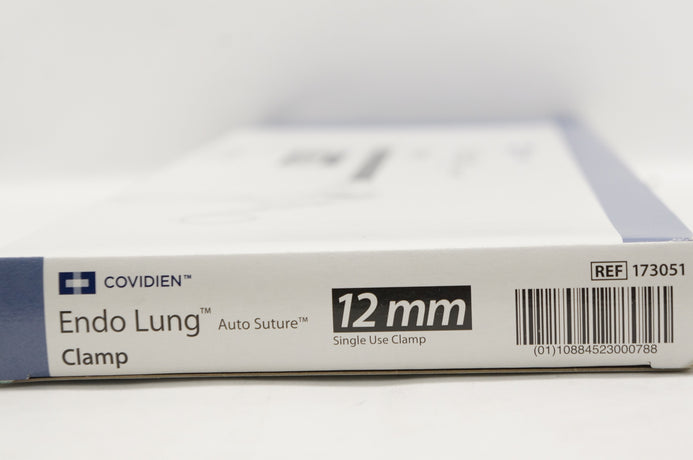 COVIDIEN™
Endo Lung™ Auto Suture™
Clamp
12 mm
Single Use Clamp
REF 173051
(01)10884523000788